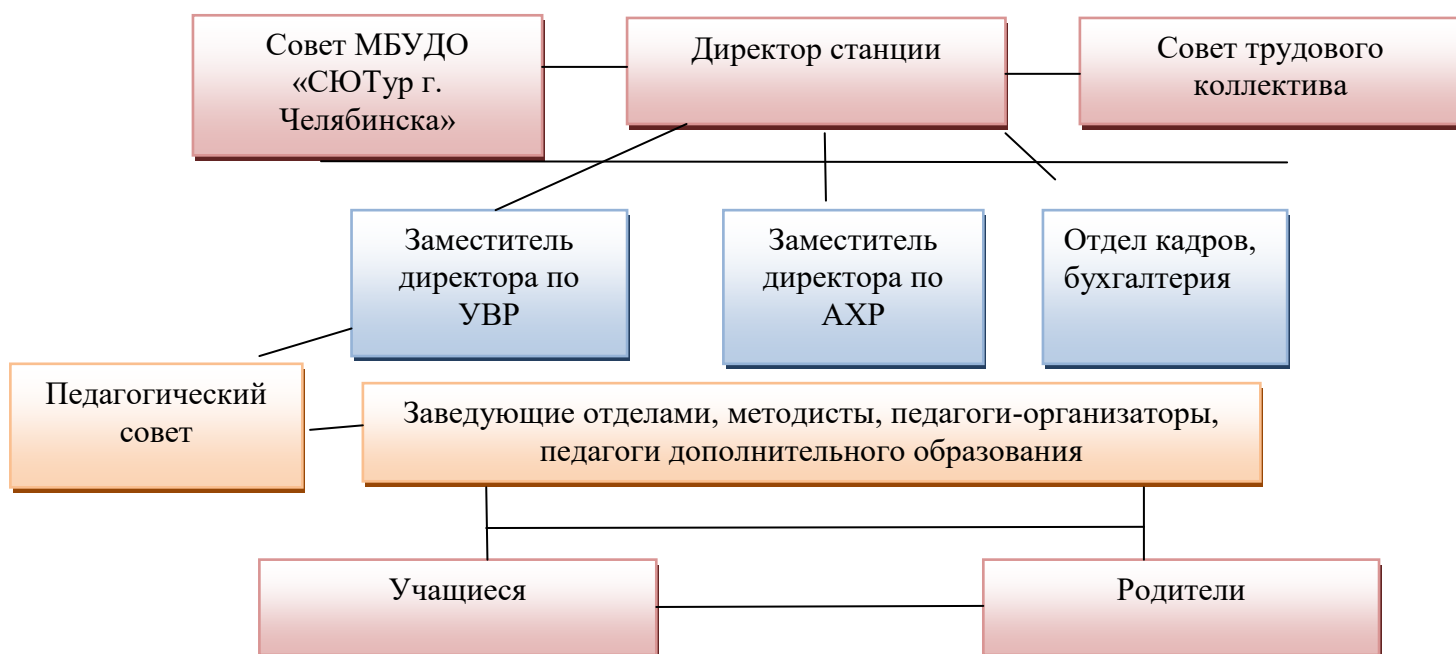 Совет МБУДО
«СЮТур г.
Челябинска»
Директор станции
Совет трудового
коллектива
Заместитель
директора по
УВР
Заместитель
директора по
АХР
Отдел кадров,
бухгалтерия
Педагогический
совет
Заведующие отделами, методисты, педагоги-организаторы,
педагоги дополнительного образования
Учащиеся
Родители